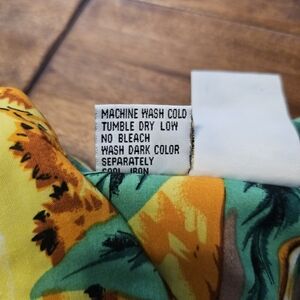 MACHINE WASH COLD
TUMBLE DRY LOW
NO BLEACH
WASH DARK COLOR
SEPARATELY
COOL IRON